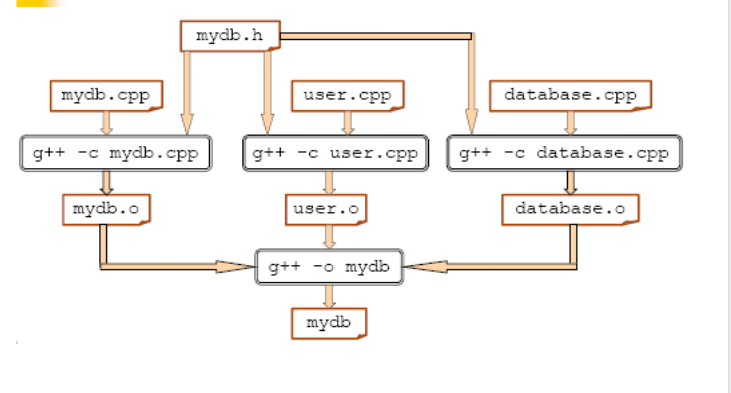 mydb.h
mydb.cpp
user.cpp
database.cpp
g++ -c mydb.cpp
g++ -c user.cpp
g++ -c database.cpp
mydb.o
user.o
database.o
g++ -o mydb
mydb